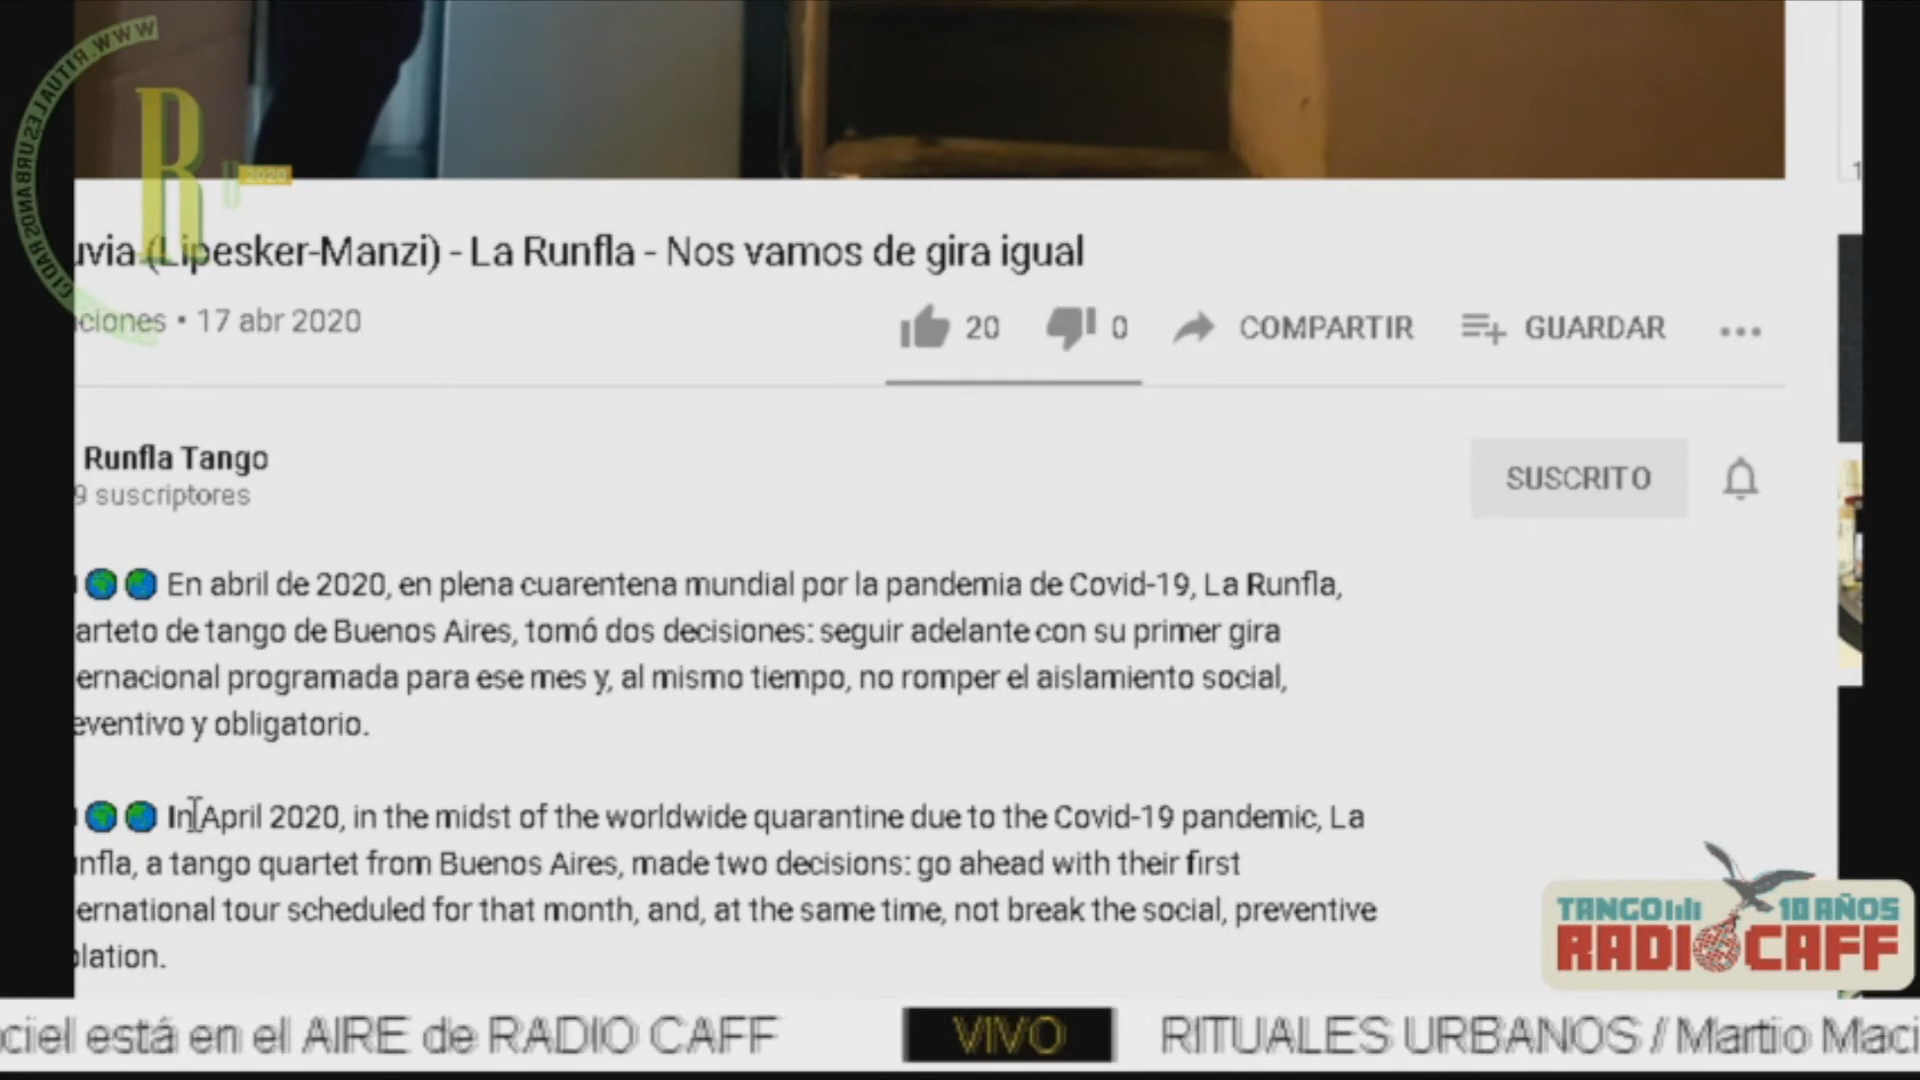 WWW.RITUALESURBANOSRADIO
R
U
2020
uvia (Lipesker-Manzi) - La Runfla - Nos vamos de gira igual
ciones • 17 abr 2020
20
0
COMPARTIR
GUARDAR
Runfla Tango
9 suscriptores
SUSCRITO
En abril de 2020, en plena cuarentena mundial por la pandemia de Covid-19, La Runfla,
arteto de tango de Buenos Aires, tomó dos decisiones: seguir adelante con su primer gira
ernacional programada para ese mes y, al mismo tiempo, no romper el aislamiento social,
eventivo y obligatorio.
In April 2020, in the midst of the worldwide quarantine due to the Covid-19 pandemic, La
nfla, a tango quartet from Buenos Aires, made two decisions: go ahead with their first
ernational tour scheduled for that month, and, at the same time, not break the social, preventive
olation.
TANGO 10 AÑOS
RADIO CAFF
ciel está en el AIRE de RADIO CAFF VIVO RITUALES URBANOS / Martio Maci